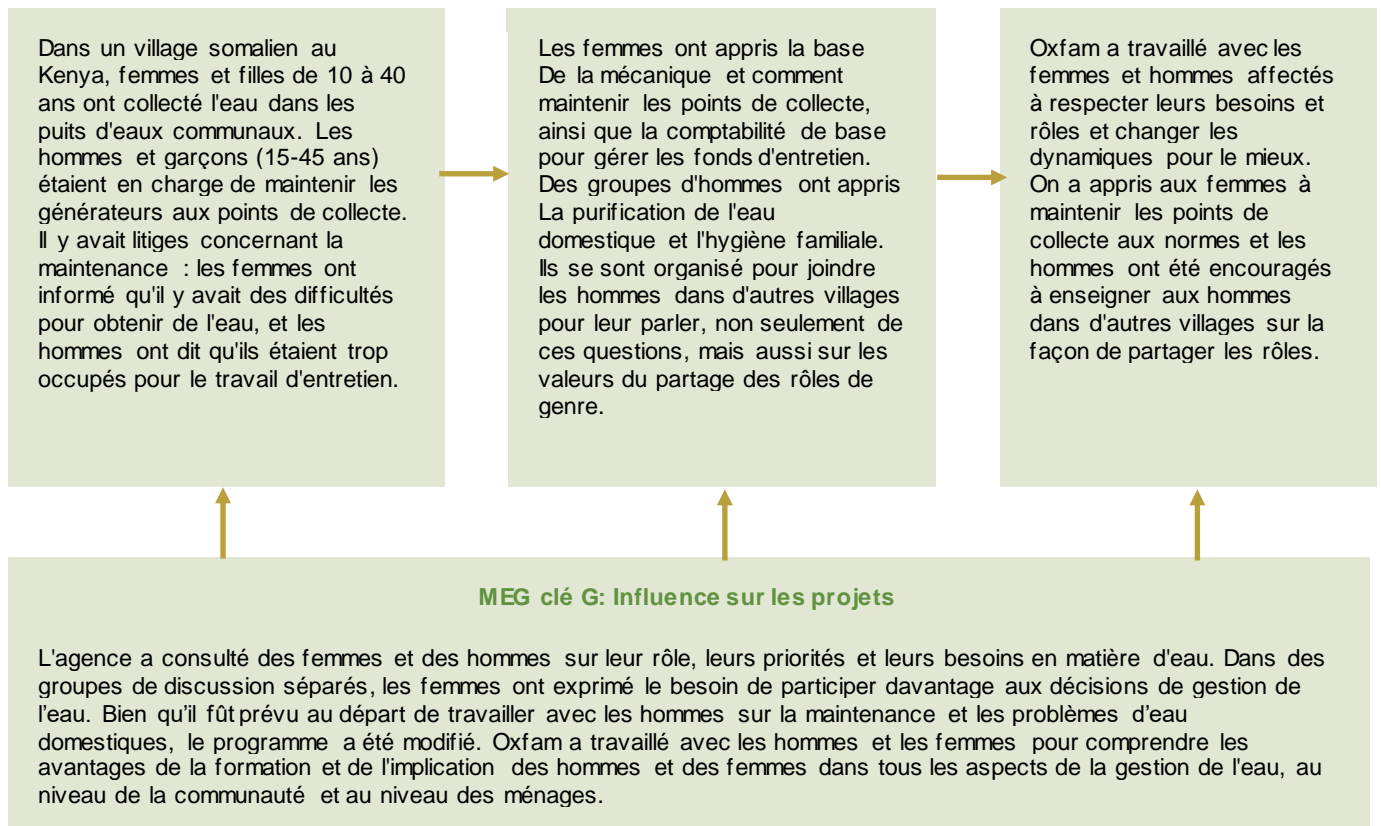 Dans un village somalien au
Kenya, femmes et filles de 10 à 40
ans ont collecté l'eau dans les
puits d'eaux communaux. Les
hommes et garçons (15-45 ans)
étaient en charge de maintenir les
générateurs aux points de collecte.
Il y avait litiges concernant la
maintenance : les femmes ont
informé qu'il y avait des difficultés
pour obtenir de l'eau, et les
hommes ont dit qu'ils étaient trop
occupés pour le travail d'entretien.
Les femmes ont appris la base
De la mécanique et comment
maintenir les points de collecte,
ainsi que la comptabilité de base
pour gérer les fonds d'entretien.
Des groupes d'hommes ont appris
La purification de l'eau
domestique et l'hygiène familiale.
Ils se sont organisé pour joindre
les hommes dans d'autres villages
pour leur parler, non seulement de
ces questions, mais aussi sur les
valeurs du partage des rôles de
genre.
Oxfam a travaillé avec les
femmes et hommes affectés
à respecter leurs besoins et
rôles et changer les
dynamiques pour le mieux.
On a appris aux femmes à
maintenir les points de
collecte aux normes et les
hommes ont été encouragés
à enseigner aux hommes
dans d'autres villages sur la
façon de partager les rôles.
MEG clé G: Influence sur les projets
L'agence a consulté des femmes et des hommes sur leur rôle, leurs priorités et leurs besoins en matière d'eau. Dans des
groupes de discussion séparés, les femmes ont exprimé le besoin de participer davantage aux décisions de gestion de
l'eau. Bien qu'il fût prévu au départ de travailler avec les hommes sur la maintenance et les problèmes d'eau
domestiques, le programme a été modifié. Oxfam a travaillé avec les hommes et les femmes pour comprendre les
avantages de la formation et de l'implication des hommes et des femmes dans tous les aspects de la gestion de l'eau, au
niveau de la communauté et au niveau des ménages.